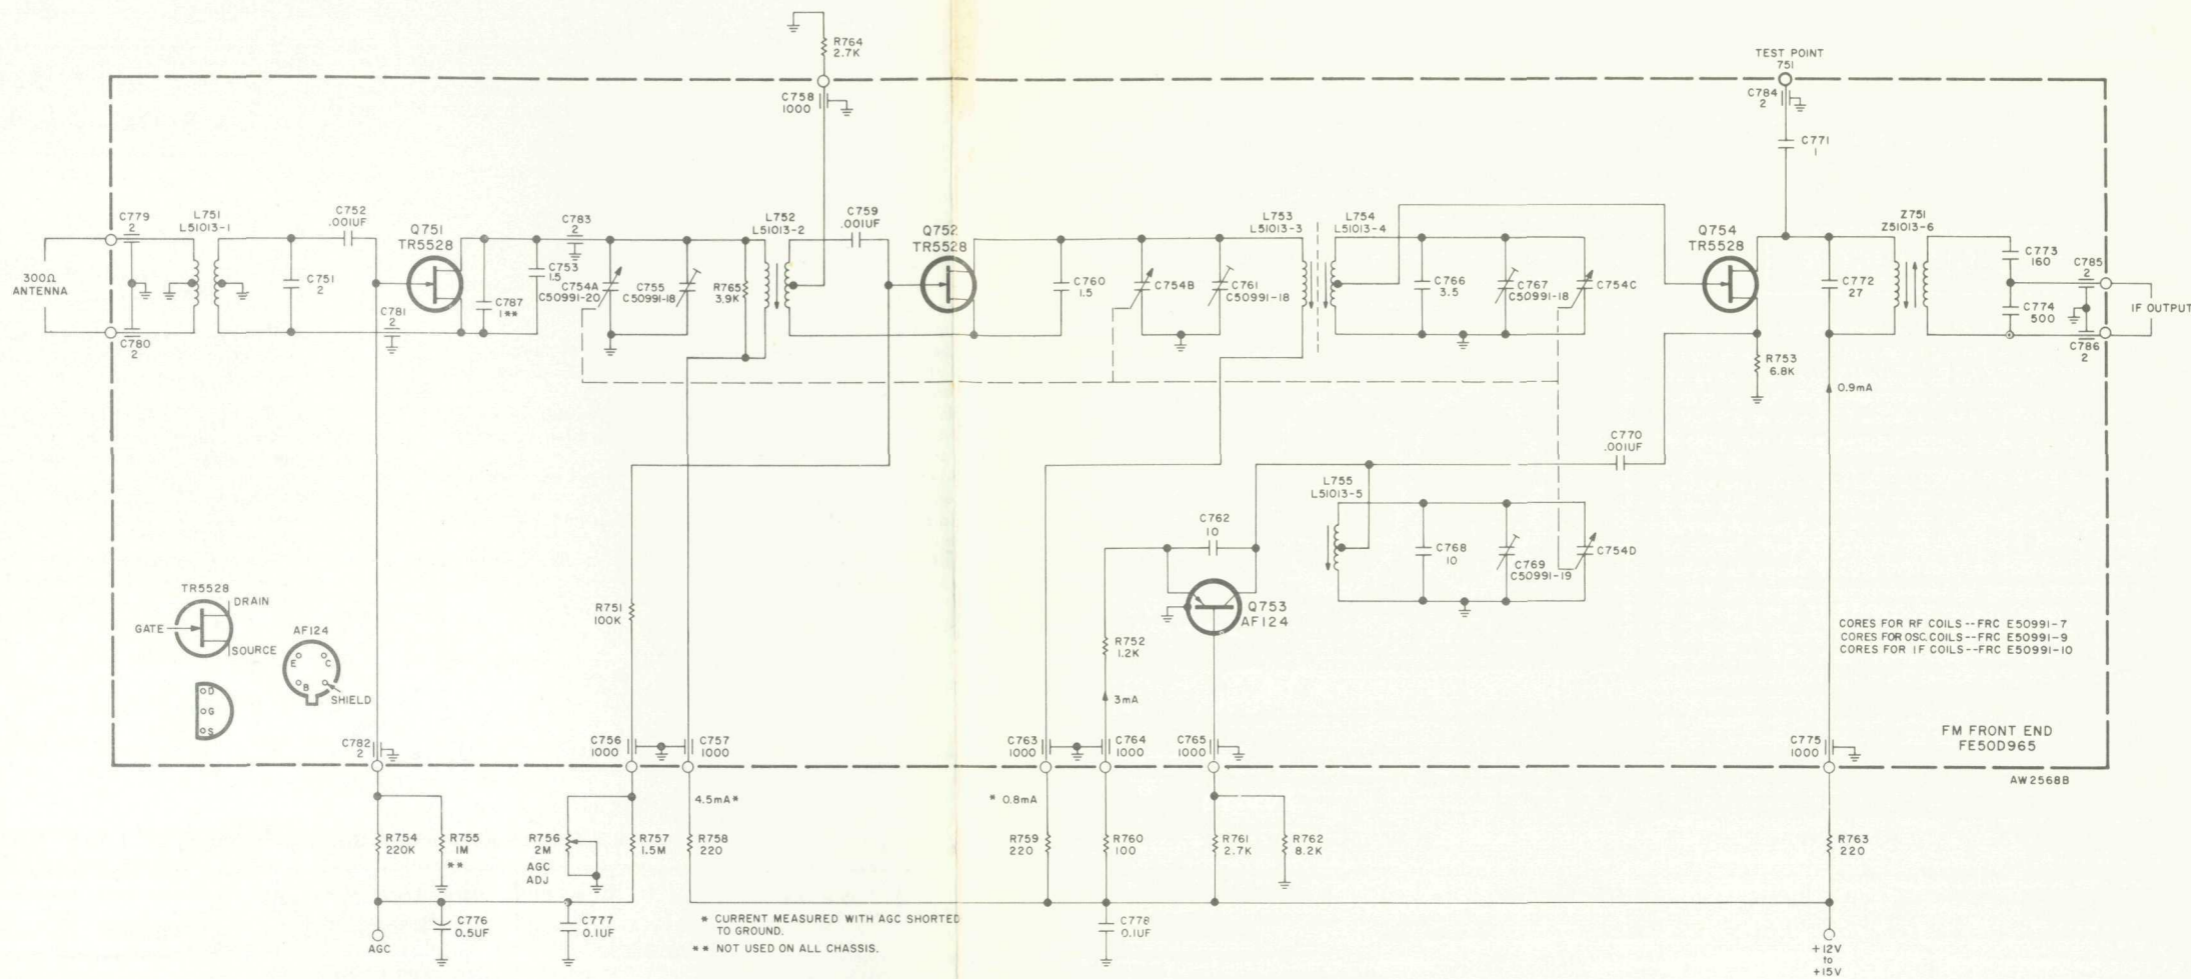 R764
2.7K
TEST POINT
751
C758
1000
C784
2
C771
1
C779
2
L751
L51013-1
C752
.001UF
Q751
TR5528
C783
2
L752
L51013-2
C759
.001UF
Q752
TR5528
L753
L51013-3
L754
L51013-4
Q754
TR5528
Z751
Z51013-6
300Ω
ANTENNA
C751
2
C753
1.5
C787
1**
C754A
C50991-20
C755
C50991-18
R765
3.9K
C760
1.5
C754B
C761
C50991-18
C766
3.5
C767
C50991-18
C754C
C772
27
C773
160
C785
2
C774
500
IF OUTPUT
C786
2
C780
2
C781
2
R753
6.8K
0.9mA
C770
.001UF
L755
L51013-5
C762
10
C768
10
C769
C50991-19
C754D
Q753
AF124
TR5528
DRAIN
GATE
SOURCE
AF124
E
C
B
SHIELD
D
G
S
R751
100K
R752
1.2K
3mA
CORES FOR RF COILS--FRC E50991-7
CORES FOR OSC. COILS--FRC E50991-9
CORES FOR IF COILS--FRC E50991-10
C782
2
C756
1000
C757
1000
C763
1000
C764
1000
C765
1000
C775
1000
FM FRONT END
FE50D965
AW2568B
4.5mA*
* 0.8mA
R754
220K
R755
1M
**
R756
2M
AGC
ADJ
R757
1.5M
R758
220
R759
220
R760
100
R761
2.7K
R762
8.2K
R763
220
C776
0.5UF
C777
0.1UF
C778
0.1UF
AGC
* CURRENT MEASURED WITH AGC SHORTED
TO GROUND.
** NOT USED ON ALL CHASSIS.
+12V
to
+15V